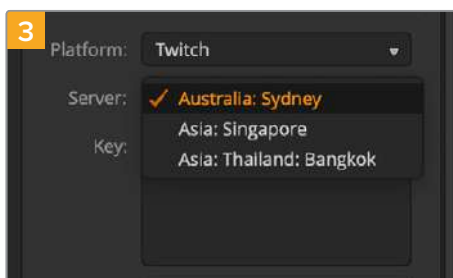 3
Platform: Twitch
Server: ✓ Australia: Sydney
Asia: Singapore
Key:
Asia: Thailand: Bangkok